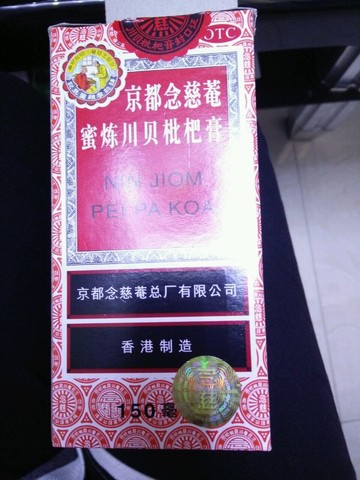 OTC
京都念慈菴
蜜炼川贝枇杷膏
NIN JIOM
PEI PA KOA
京都念慈菴总厂有限公司
香港制造
150毫